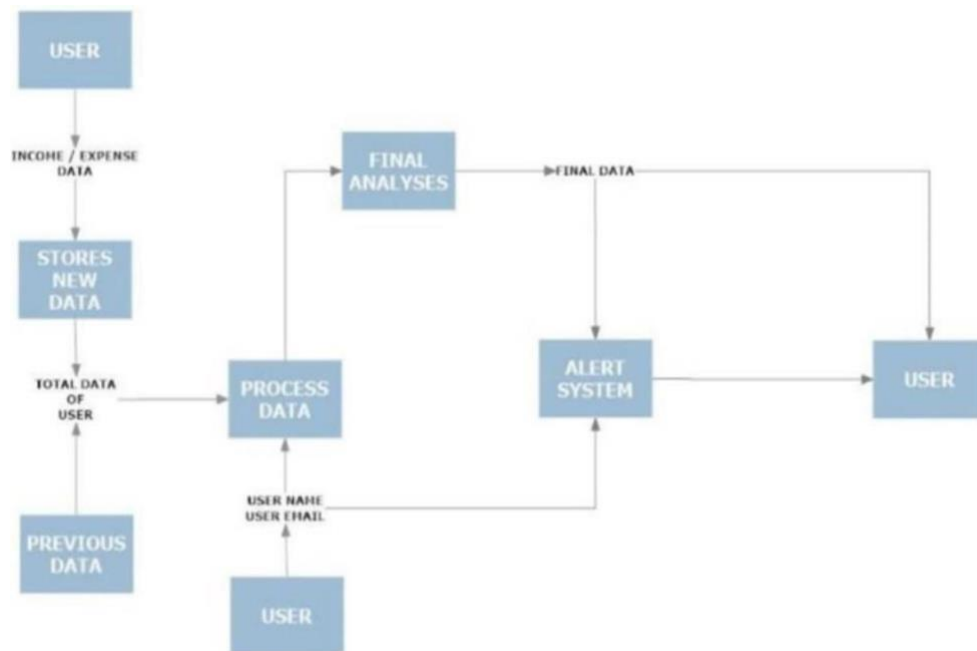 USER
INCOME / EXPENSE
DATA
STORES
NEW
DATA
TOTAL DATA
OF
USER
PREVIOUS
DATA
PROCESS
DATA
USER NAME
USER EMAIL
USER
FINAL
ANALYSES
FINAL DATA
ALERT
SYSTEM
USER